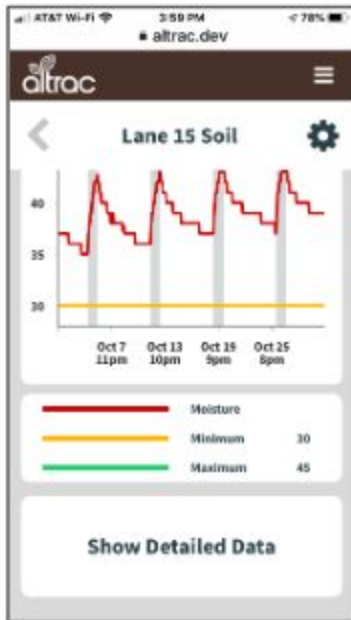 AT&T Wi-Fi 3:59 PM 78%
altrac.dev
altrac
Lane 15 Soil
40
35
30
Oct 7 Oct 13 Oct 19 Oct 25
11pm 10pm 9pm 8pm
Moisture
Minimum 30
Maximum 45
Show Detailed Data